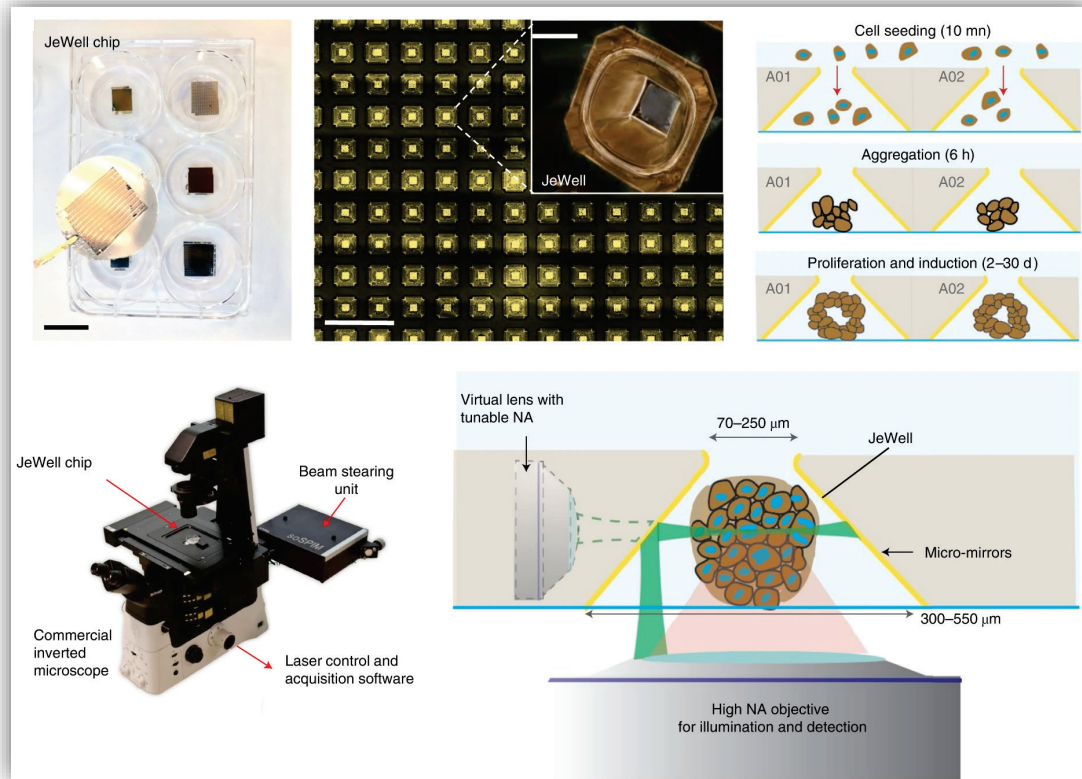 JeWell chip
JeWell
Cell seeding (10 mn)
A01
A02
Aggregation (6 h)
A01
A02
Proliferation and induction (2–30 d)
A01
A02
JeWell chip
Beam stearing
unit
soSPIM
Commercial
inverted
microscope
Laser control and
acquisition software
Virtual lens with
tunable NA
70–250 μm
JeWell
Micro-mirrors
300–550 μm
High NA objective
for illumination and detection